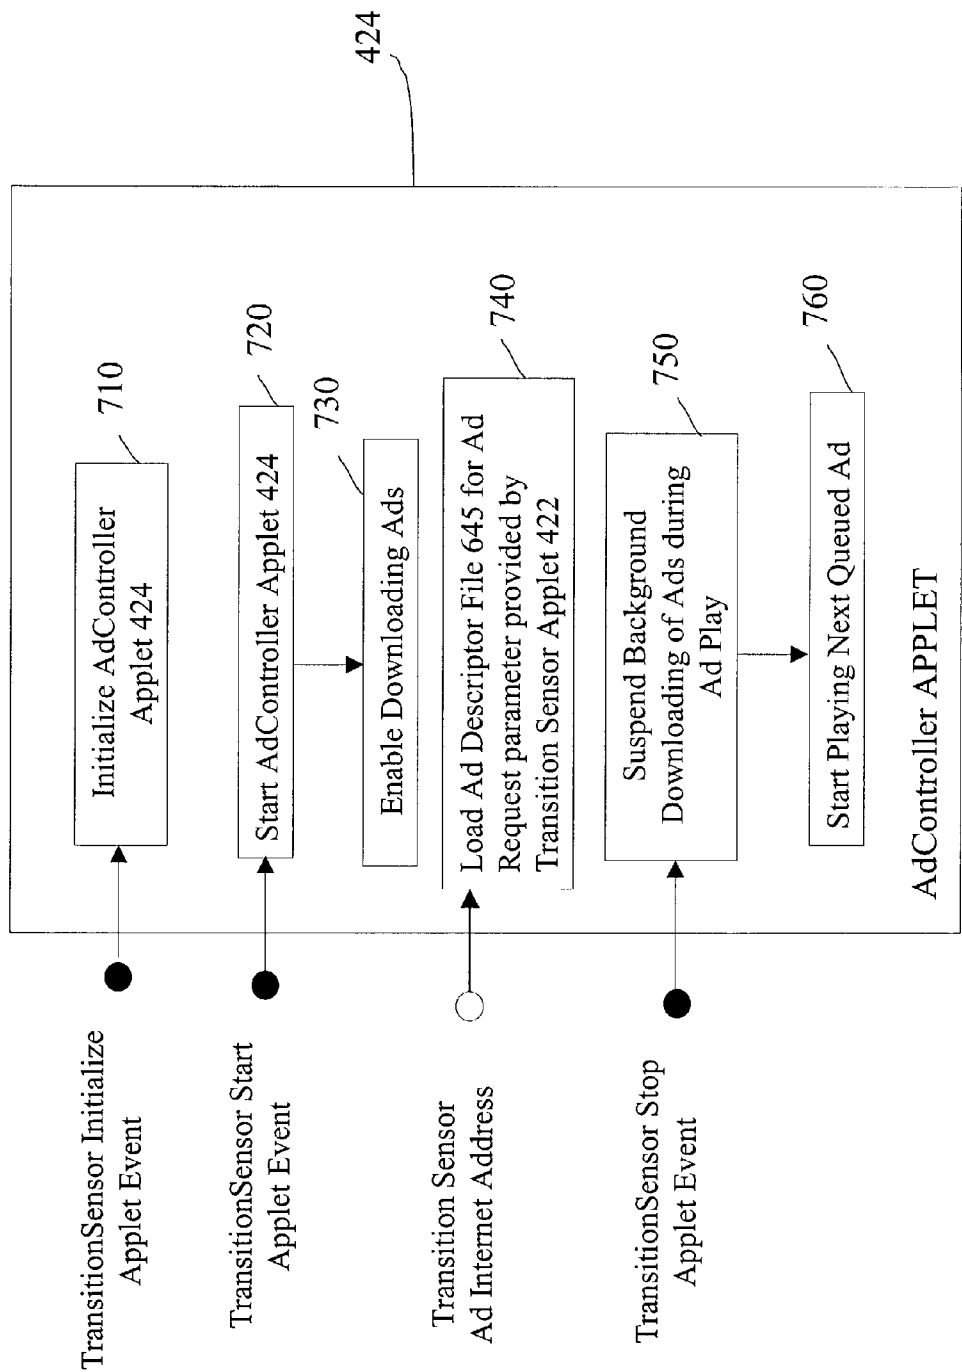 424
TransitionSensor Initialize
Applet Event
Initialize AdController
Applet 424
710
TransitionSensor Start
Applet Event
Start AdController Applet 424
720
Enable Downloading Ads
730
Transition Sensor
Ad Internet Address
Load Ad Descriptor File 645 for Ad
Request parameter provided by
Transition Sensor Applet 422
740
TransitionSensor Stop
Applet Event
Suspend Background
Downloading of Ads during
Ad Play
750
Start Playing Next Queued Ad
760
AdController APPLET